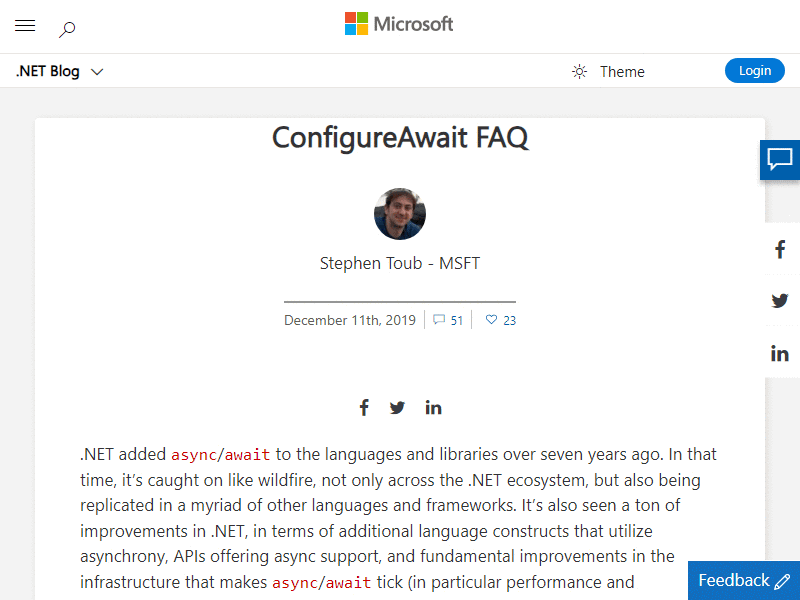 Microsoft
.NET Blog
Theme
Login
ConfigureAwait FAQ
Stephen Toub - MSFT
December 11th, 2019 51 23
.NET added async/await to the languages and libraries over seven years ago. In that
time, it’s caught on like wildfire, not only across the .NET ecosystem, but also being
replicated in a myriad of other languages and frameworks. It’s also seen a ton of
improvements in .NET, in terms of additional language constructs that utilize
asynchrony, APIs offering async support, and fundamental improvements in the
infrastructure that makes async/await tick (in particular performance and
Feedback